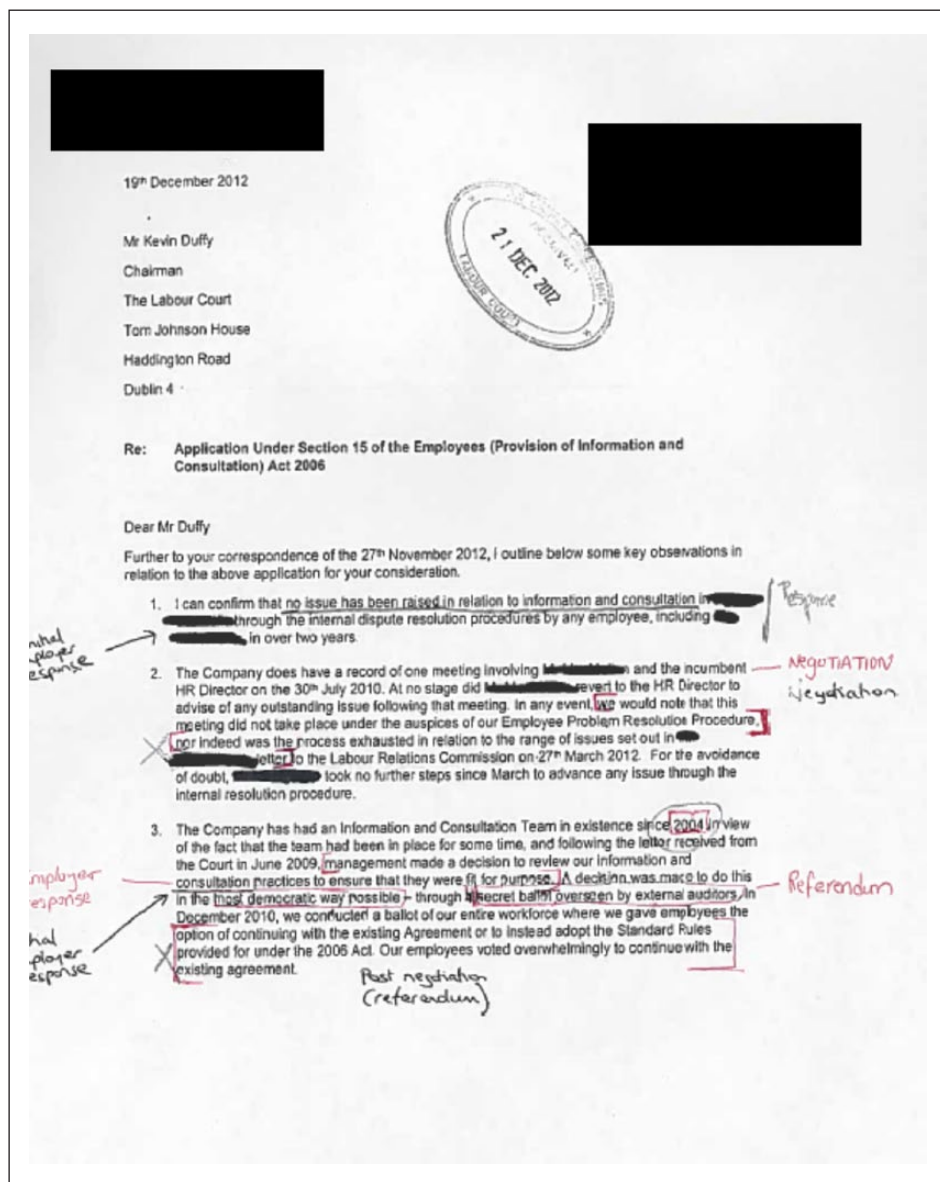 19th December 2012
21 DEC 2012
LABOUR COURT
Mr Kevin Duffy
Chairman
The Labour Court
Tom Johnson House
Haddington Road
Dublin 4
Re: Application Under Section 15 of the Employees (Provision of Information and
Consultation) Act 2006
Dear Mr Duffy
Further to your correspondence of the 27th November 2012, I outline below some key observations in
relation to the above application for your consideration.
1. I can confirm that no issue has been raised in relation to information and consultation in
through the internal dispute resolution procedures by any employee, including
in over two years.
Response
nitial
mployer
esponse
2. The Company does have a record of one meeting involving and the incumbent
HR Director on the 30th July 2010. At no stage did revert to the HR Director to
advise of any outstanding issue following that meeting. In any event, we would note that this
meeting did not take place under the auspices of our Employee Problem Resolution Procedure,
nor indeed was the process exhausted in relation to the range of issues set out in
letter to the Labour Relations Commission on 27th March 2012. For the avoidance
of doubt, took no further steps since March to advance any issue through the
internal resolution procedure.
NEGOTIATION
Negotiation
3. The Company has had an Information and Consultation Team in existence since 2004 in view
of the fact that the team had been in place for some time, and following the letter received from
the Court in June 2009, management made a decision to review our information and
consultation practices to ensure that they were fit for purpose. A decision was made to do this
in the most democratic way possible – through a secret ballot overseen by external auditors. In
December 2010, we conducted a ballot of our entire workforce where we gave employees the
option of continuing with the existing Agreement or to instead adopt the Standard Rules
provided for under the 2006 Act. Our employees voted overwhelmingly to continue with the
existing agreement.
mployer
esponse
Referendum
tial
ployer
esponse
Post negotiation
(referendum)